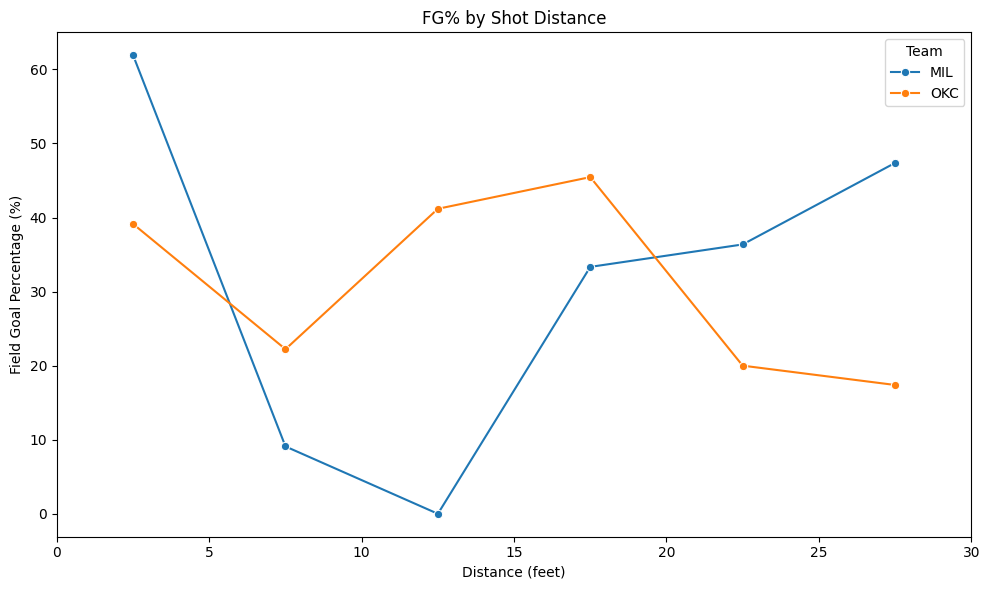 FG% by Shot Distance
Team
MIL
OKC
Field Goal Percentage (%)
60
50
40
30
20
10
0
0 5 10 15 20 25 30
Distance (feet)